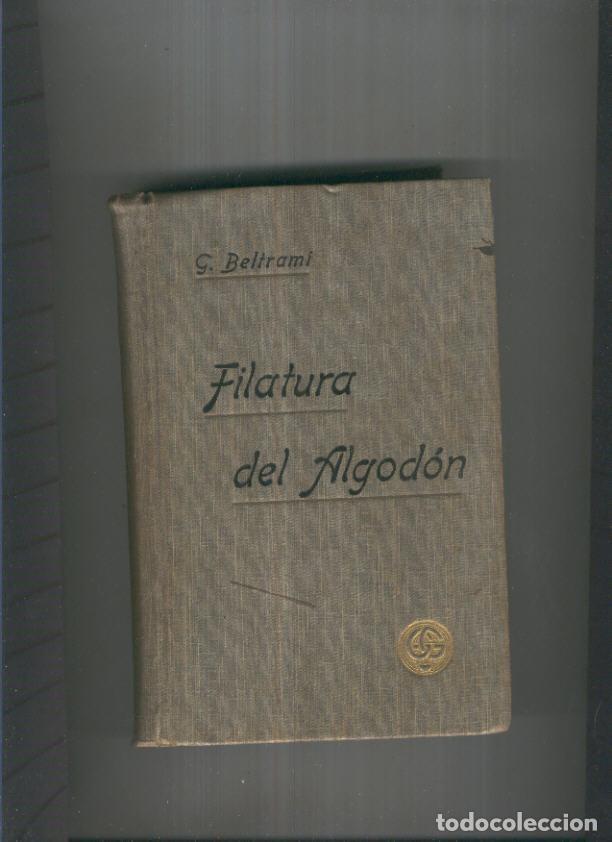 G. Beltrami
Filatura
del Algodón
todocoleccion